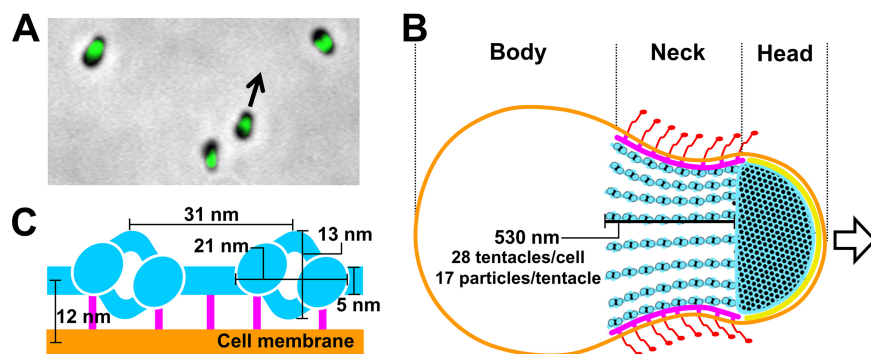 A
B
Body
Neck
Head
530 nm
28 tentacles/cell
17 particles/tentacle
C
31 nm
21 nm
13 nm
5 nm
12 nm
Cell membrane